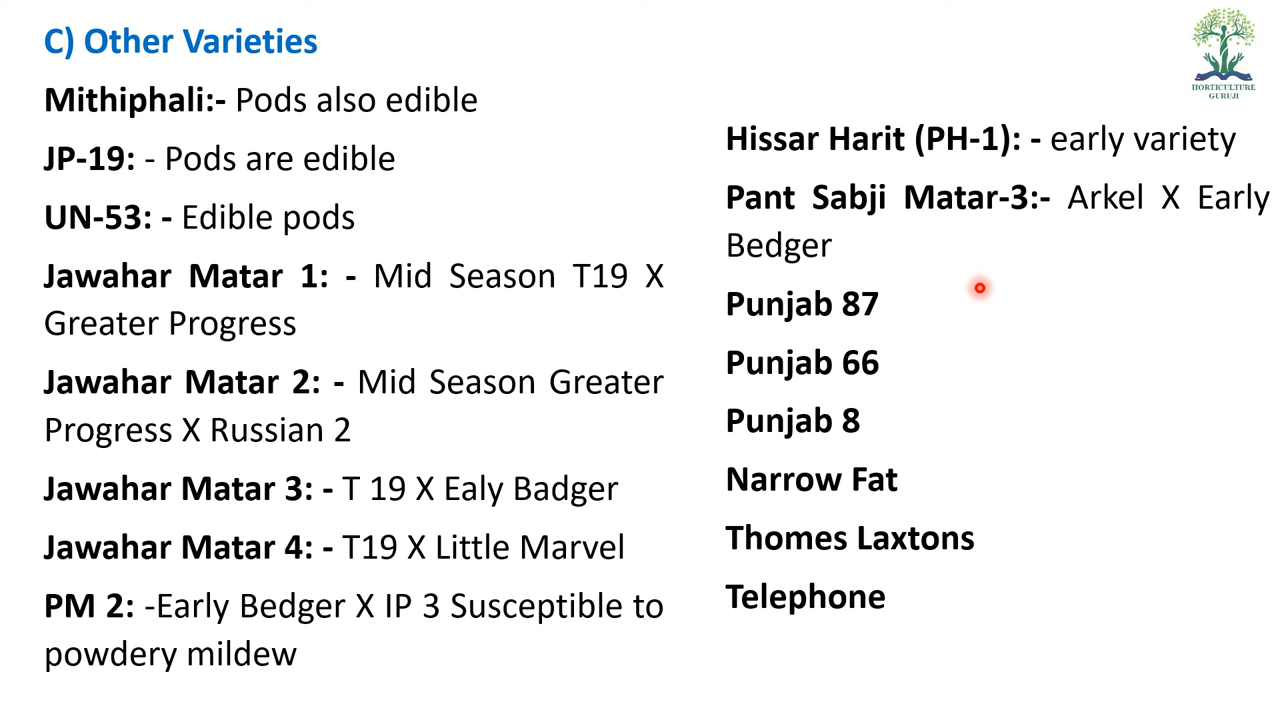 C) Other Varieties
Mithiphali:- Pods also edible
JP-19: - Pods are edible
UN-53: - Edible pods
Jawahar Matar 1: - Mid Season T19 X
Greater Progress
Jawahar Matar 2: - Mid Season Greater
Progress X Russian 2
Jawahar Matar 3: - T 19 X Ealy Badger
Jawahar Matar 4: - T19 X Little Marvel
PM 2: -Early Bedger X IP 3 Susceptible to
powdery mildew
HORTICULTURE
GURUJI
Hissar Harit (PH-1): - early variety
Pant Sabji Matar-3:- Arkel X Early
Bedger
Punjab 87
Punjab 66
Punjab 8
Narrow Fat
Thomes Laxtons
Telephone